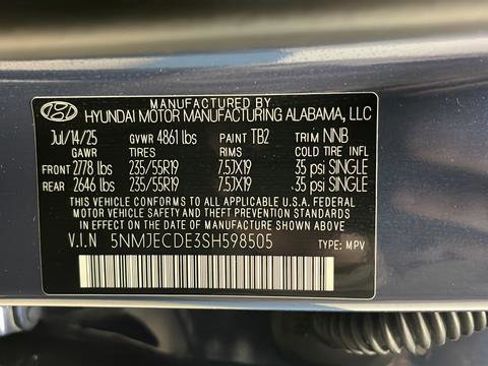 MANUFACTURED BY
HYUNDAI MOTOR MANUFACTURING ALABAMA, LLC
Jul/14/25 GVWR 4861 lbs PAINT TB2 TRIM NNB
GAWR TIRES RIMS COLD TIRE INFL
FRONT 2778 lbs 235/55R19 7.5JX19 35 psi SINGLE
REAR 2646 lbs 235/55R19 7.5JX19 35 psi SINGLE
THIS VEHICLE CONFORMS TO ALL APPLICABLE U.S.A. FEDERAL
MOTOR VEHICLE SAFETY AND THEFT PREVENTION STANDARDS
IN EFFECT ON THE DATE OF MANUFACTURE SHOWN ABOVE
V.I.N 5NMJECDE3SH598505 TYPE: MPV